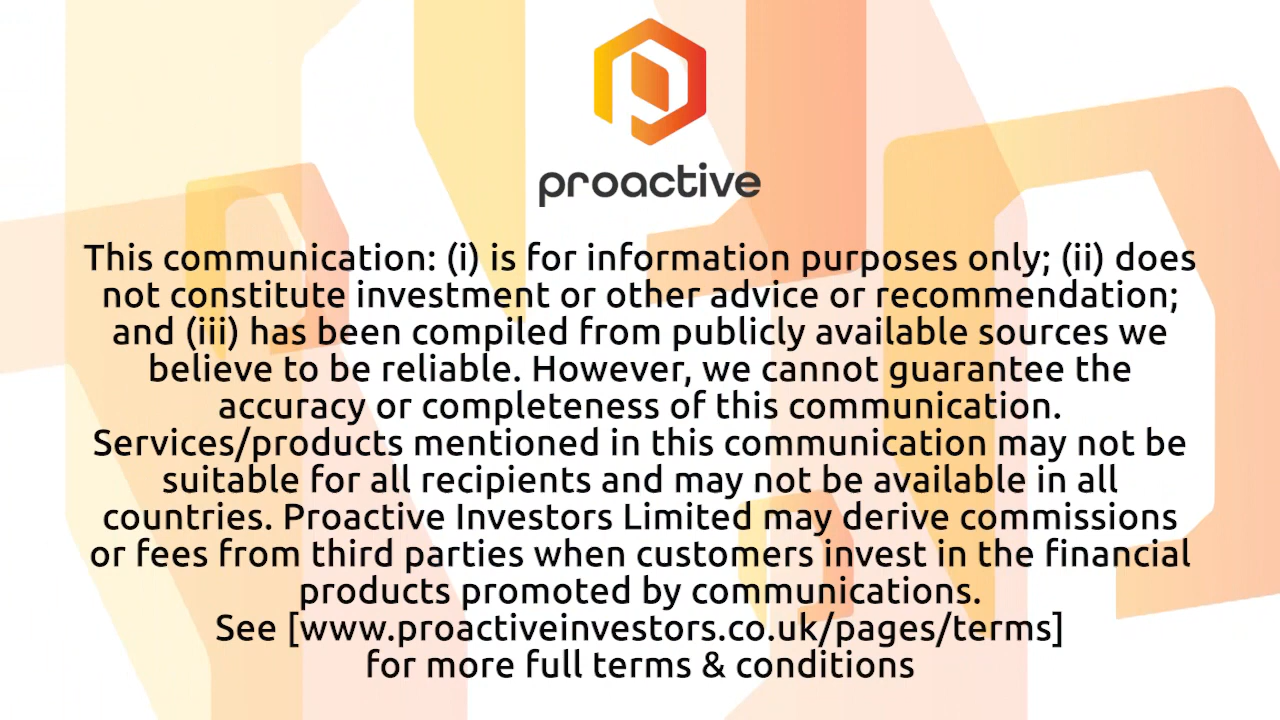 proactive
This communication: (i) is for information purposes only; (ii) does
not constitute investment or other advice or recommendation;
and (iii) has been compiled from publicly available sources we
believe to be reliable. However, we cannot guarantee the
accuracy or completeness of this communication.
Services/products mentioned in this communication may not be
suitable for all recipients and may not be available in all
countries. Proactive Investors Limited may derive commissions
or fees from third parties when customers invest in the financial
products promoted by communications.
See [www.proactiveinvestors.co.uk/pages/terms]
for more full terms & conditions